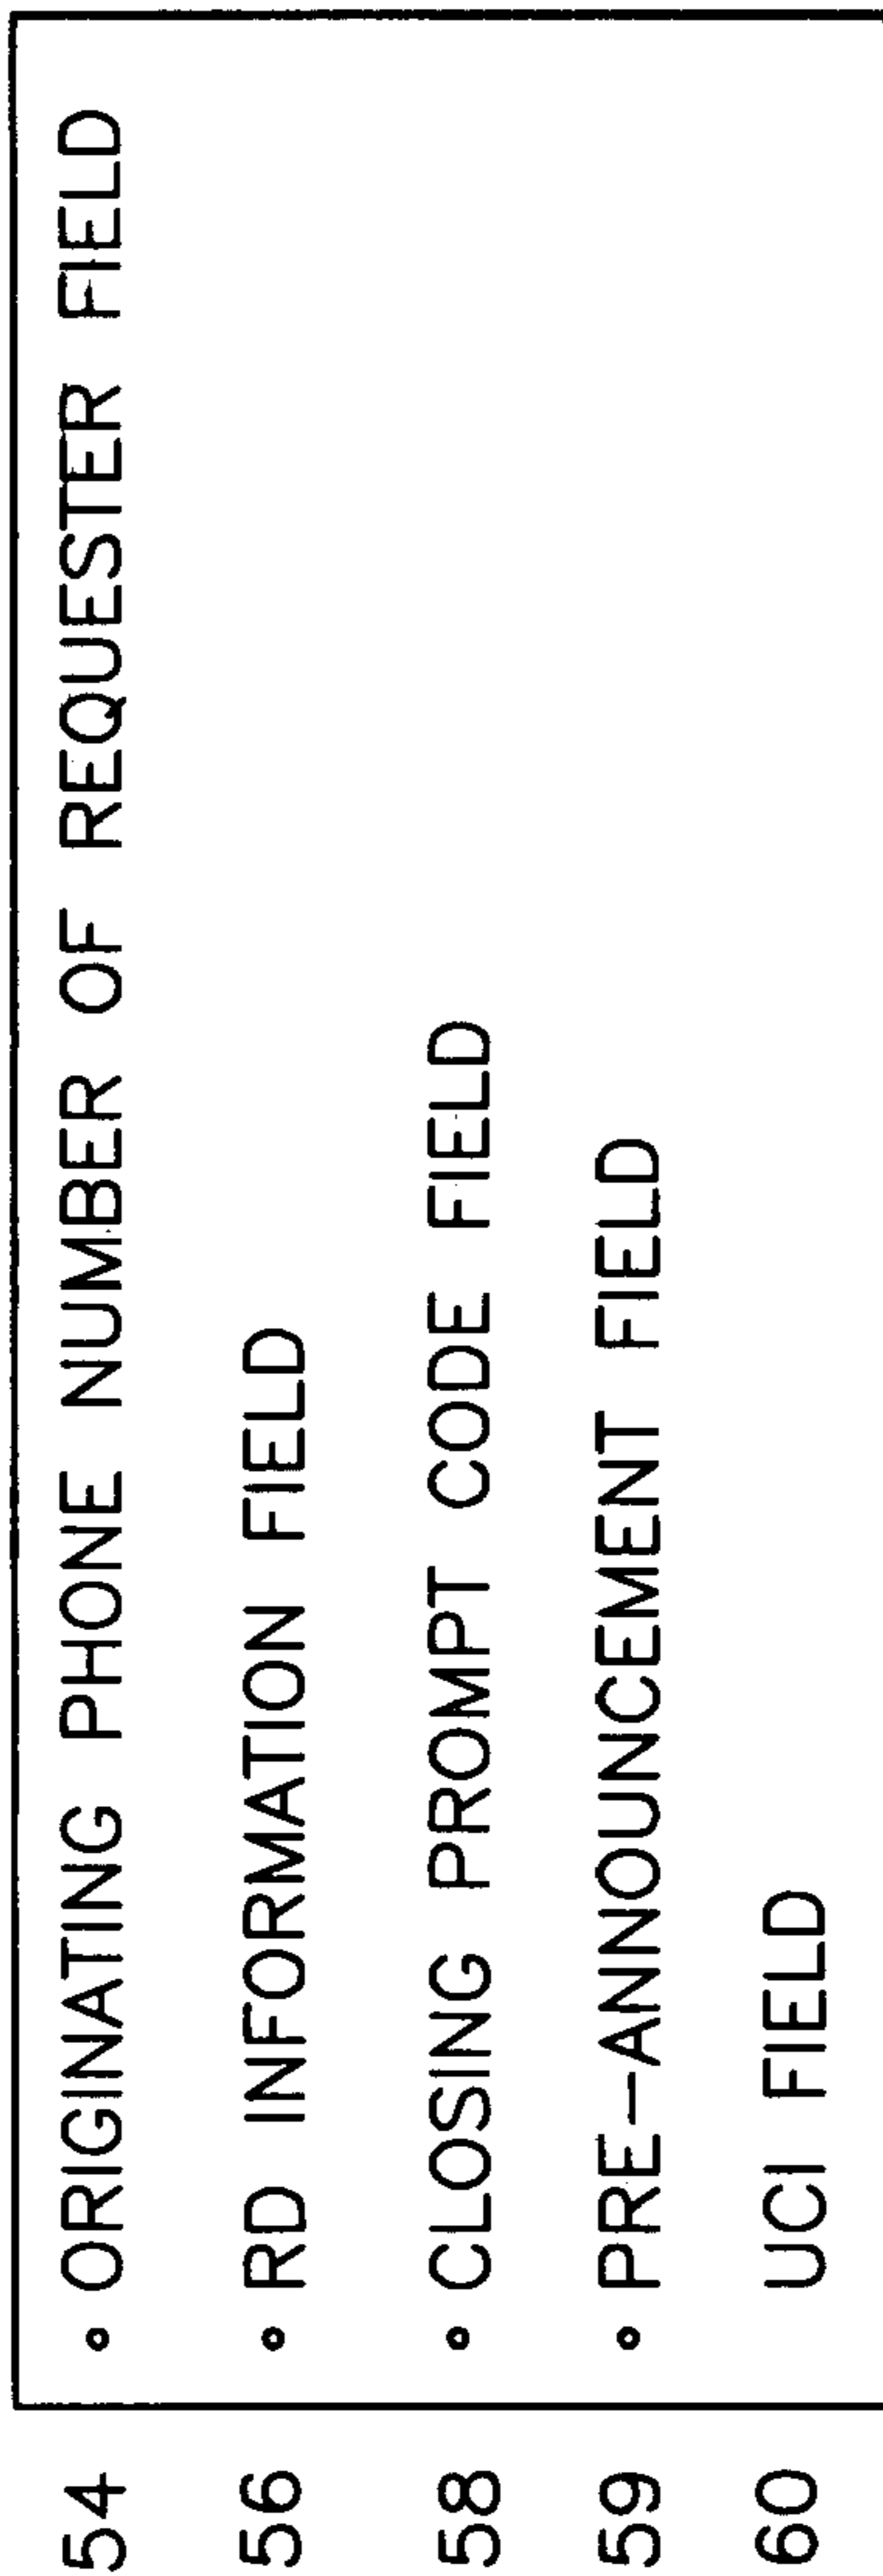 54 • ORIGINATING PHONE NUMBER OF REQUESTER FIELD
56 • RD INFORMATION FIELD
58 • CLOSING PROMPT CODE FIELD
59 • PRE-ANNOUNCEMENT FIELD
60 UCI FIELD